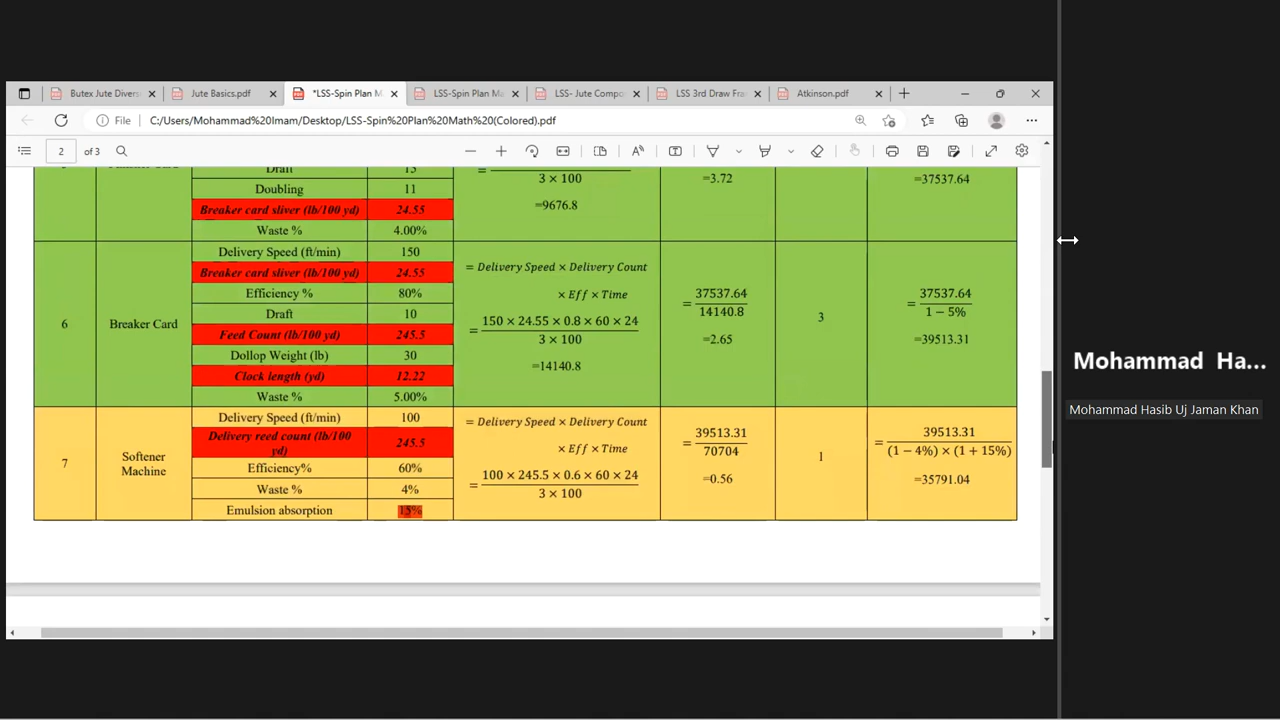 Butex Jute Divers
Jute Basics.pdf
*LSS-Spin Plan M
LSS-Spin Plan Ma
LSS- Jute Compo
LSS 3rd Draw Fra
Atkinson.pdf
File
C:/Users/Mohammad%20Imam/Desktop/LSS-Spin%20Plan%20Math%20(Colored).pdf
2 of 3
Draft 13
Doubling 11
Breaker card sliver (lb/100 yd) 24.55
Waste % 4.00%
3 × 100
=9676.8
=3.72
=37537.64
6
Breaker Card
Delivery Speed (ft/min) 150
Breaker card sliver (lb/100 yd) 24.55
Efficiency % 80%
Draft 10
Feed Count (lb/100 yd) 245.5
Dollop Weight (lb) 30
Clock length (yd) 12.22
Waste % 5.00%
= Delivery Speed × Delivery Count
× Eff × Time
= 150 × 24.55 × 0.8 × 60 × 24
3 × 100
=14140.8
= 37537.64
14140.8
=2.65
3
= 37537.64
1 − 5%
=39513.31
7
Softener
Machine
Delivery Speed (ft/min) 100
Delivery reed count (lb/100
yd) 245.5
Efficiency% 60%
Waste % 4%
Emulsion absorption 15%
= Delivery Speed × Delivery Count
× Eff × Time
= 100 × 245.5 × 0.6 × 60 × 24
3 × 100
= 39513.31
70704
=0.56
1
= 39513.31
(1 − 4%) × (1 + 15%)
=35791.04
Mohammad Ha...
Mohammad Hasib Uj Jaman Khan